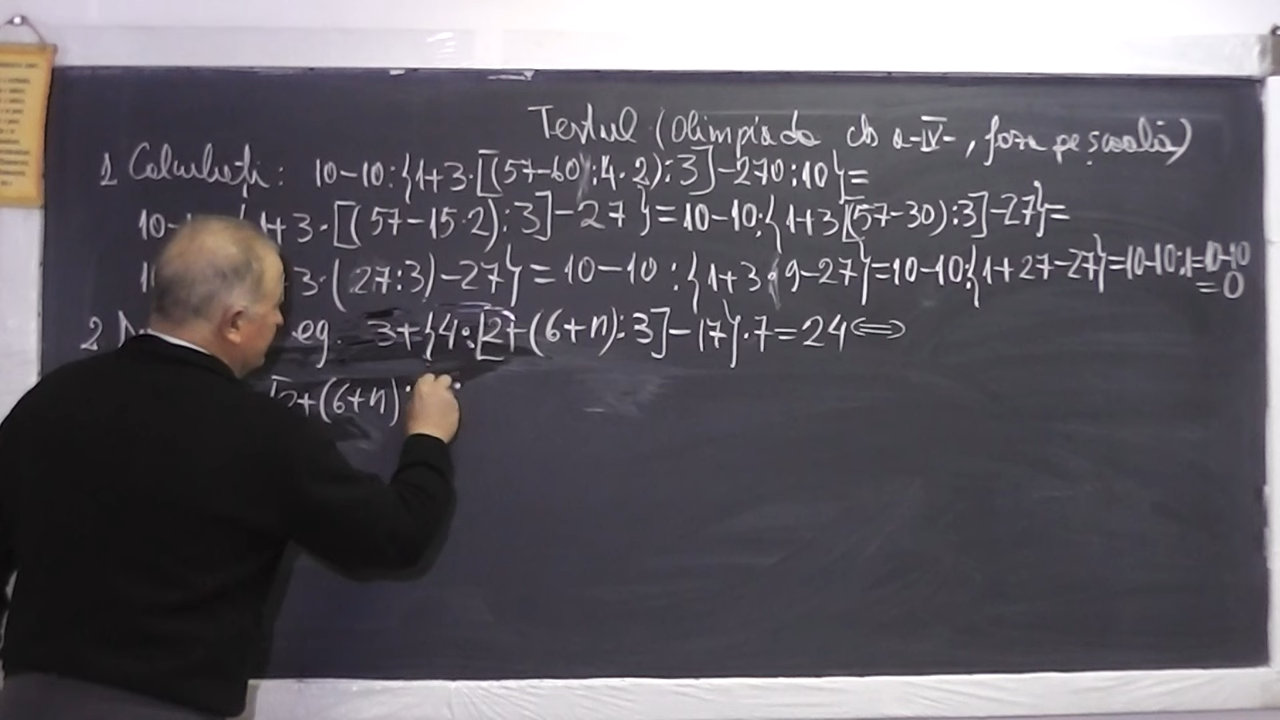 Testul (Olimpiada cls a-IV-, faza pe școală)
1 Calculați: 10-10:{1+3·[(57-60:4·2):3]-270:10}=
10-1 +3·[(57-15·2):3]-27}=10-10:{1+3[(57-30):3]-27}=
3·(27:3)-27}=10-10:{1+3·9-27}=10-10:{1+27-27}=10-10:1=10-10
=0
2 eg. 3+{4·[2+(6+n):3]-17}·7=24⇔
[2+(6+n):